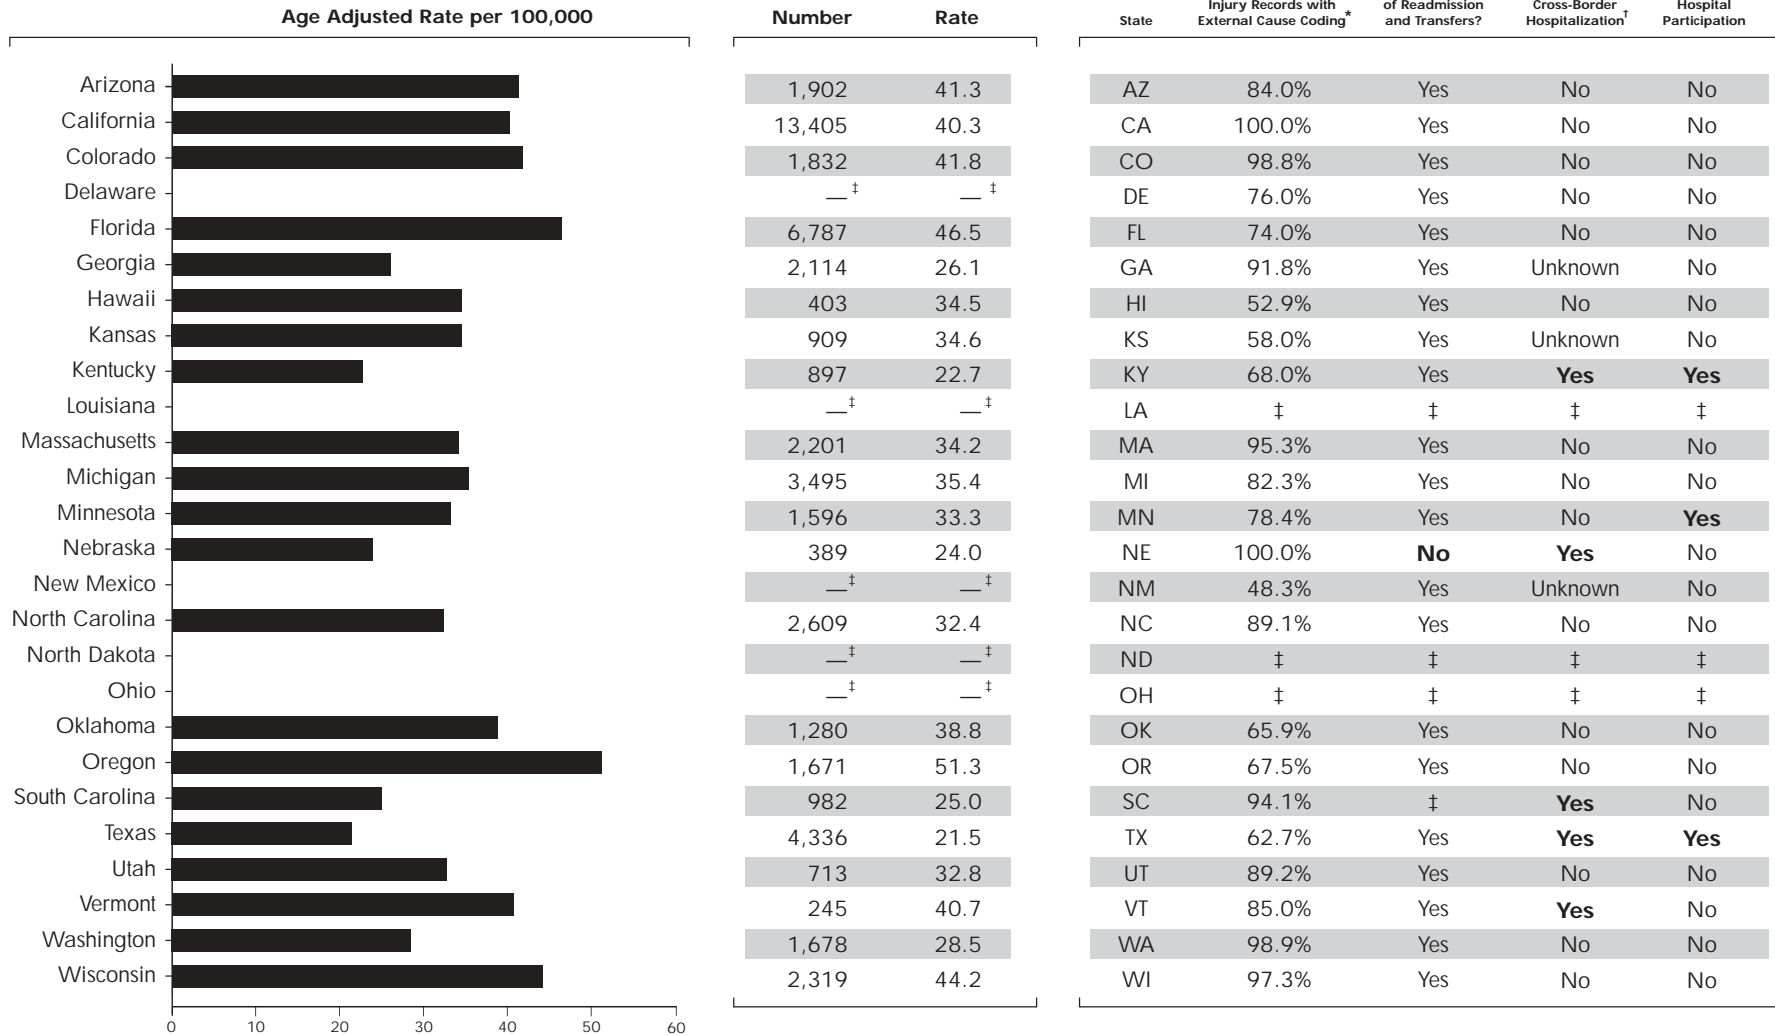 Age Adjusted Rate per 100,000 Number Rate State Injury Records with External Cause Coding* of Readmission and Transfers? Cross-Border Hospitalization† Hospital Participation
Arizona 1,902 41.3 AZ 84.0% Yes No No
California 13,405 40.3 CA 100.0% Yes No No
Colorado 1,832 41.8 CO 98.8% Yes No No
Delaware —‡ —‡ DE 76.0% Yes No No
Florida 6,787 46.5 FL 74.0% Yes No No
Georgia 2,114 26.1 GA 91.8% Yes Unknown No
Hawaii 403 34.5 HI 52.9% Yes No No
Kansas 909 34.6 KS 58.0% Yes Unknown No
Kentucky 897 22.7 KY 68.0% Yes Yes Yes
Louisiana —‡ —‡ LA ‡ ‡ ‡ ‡
Massachusetts 2,201 34.2 MA 95.3% Yes No No
Michigan 3,495 35.4 MI 82.3% Yes No No
Minnesota 1,596 33.3 MN 78.4% Yes No Yes
Nebraska 389 24.0 NE 100.0% No Yes No
New Mexico —‡ —‡ NM 48.3% Yes Unknown No
North Carolina 2,609 32.4 NC 89.1% Yes No No
North Dakota —‡ —‡ ND ‡ ‡ ‡ ‡
Ohio —‡ —‡ OH ‡ ‡ ‡ ‡
Oklahoma 1,280 38.8 OK 65.9% Yes No No
Oregon 1,671 51.3 OR 67.5% Yes No No
South Carolina 982 25.0 SC 94.1% ‡ Yes No
Texas 4,336 21.5 TX 62.7% Yes Yes Yes
Utah 713 32.8 UT 89.2% Yes No No
Vermont 245 40.7 VT 85.0% Yes Yes No
Washington 1,678 28.5 WA 98.9% Yes No No
Wisconsin 2,319 44.2 WI 97.3% Yes No No
0 10 20 30 40 50 60